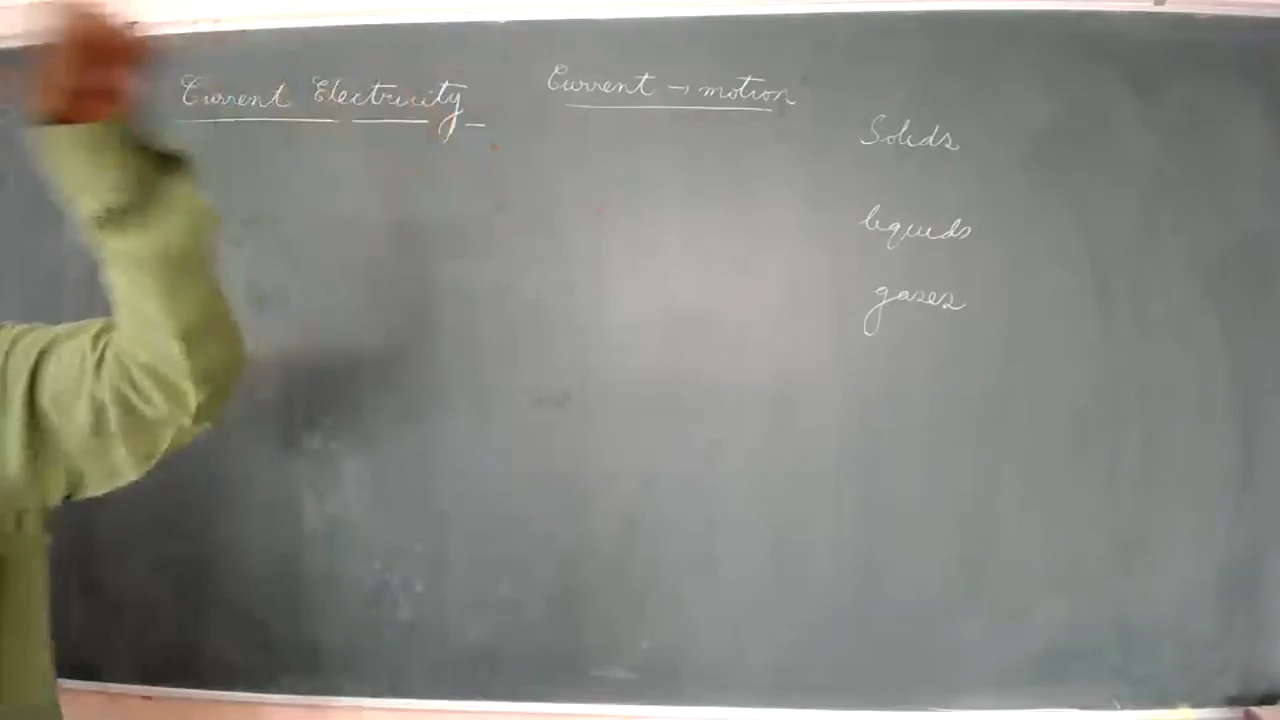 Current Electricity
Current → motion
Solids
liquids
gases